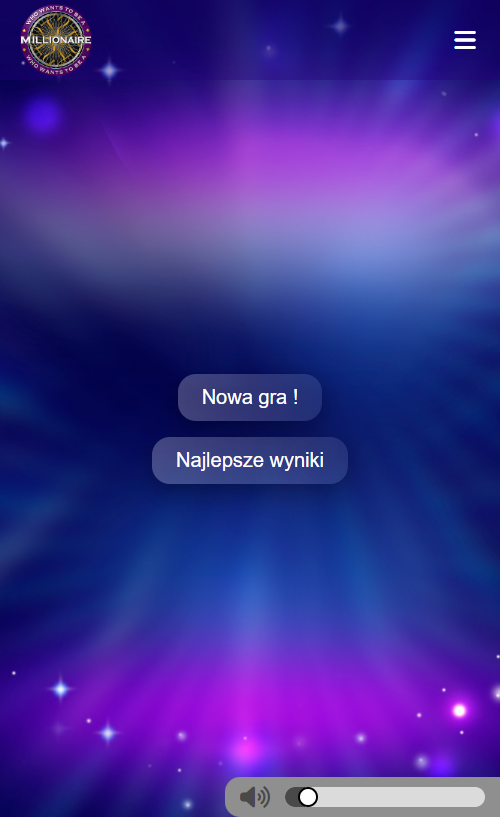 WHO WANTS TO BE A
MILLIONAIRE
WHO WANTS TO BE A
Nowa gra !
Najlepsze wyniki